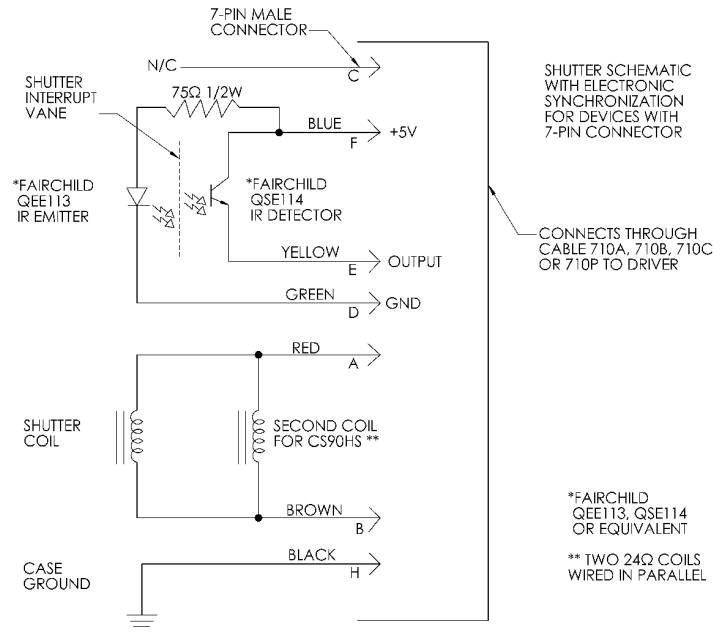 7-PIN MALE
CONNECTOR
N/C
C
SHUTTER SCHEMATIC
WITH ELECTRONIC
SYNCHRONIZATION
FOR DEVICES WITH
7-PIN CONNECTOR
SHUTTER
INTERRUPT
VANE
75Ω 1/2W
BLUE
F
+5V
*FAIRCHILD
QEE113
IR EMITTER
*FAIRCHILD
QSE114
IR DETECTOR
YELLOW
E
OUTPUT
CONNECTS THROUGH
CABLE 710A, 710B, 710C
OR 710P TO DRIVER
GREEN
D
GND
RED
A
SHUTTER
COIL
SECOND COIL
FOR CS90HS **
BROWN
B
*FAIRCHILD
QEE113, QSE114
OR EQUIVALENT
BLACK
H
CASE
GROUND
** TWO 24Ω COILS
WIRED IN PARALLEL